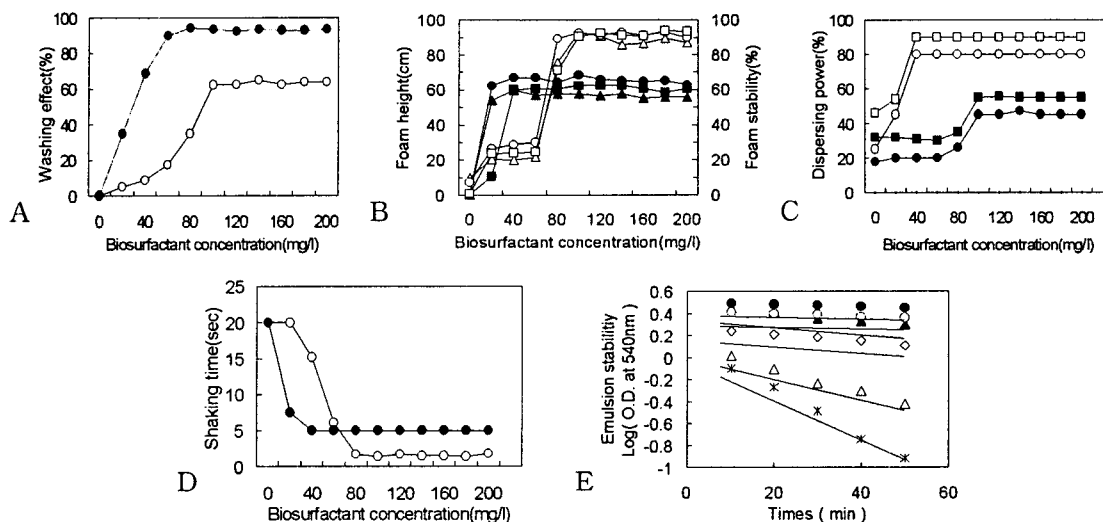 A
Washing effect(%)
100
80
60
40
20
0
0 40 80 120 160 200
Biosurfactant concentration(mg/l)
B
Foam height(cm)
100
80
60
40
20
0
Foam stability(%)
100
80
60
40
20
0
0 40 80 120 160 200
Biosurfactant concentration(mg/l)
C
Dispersing power(%)
100
80
60
40
20
0
0 40 80 120 160 200
Biosurfactant concentration(mg/l)
D
Shaking time(sec)
25
20
15
10
5
0
0 40 80 120 160 200
Biosurfactant concentration(mg/l)
E
Emulsion stabilitiy
Log( O.D. at 540nm )
0.6
0.4
0.2
0
-0.2
-0.4
-0.6
-0.8
-1
0 20 40 60
Times ( min )